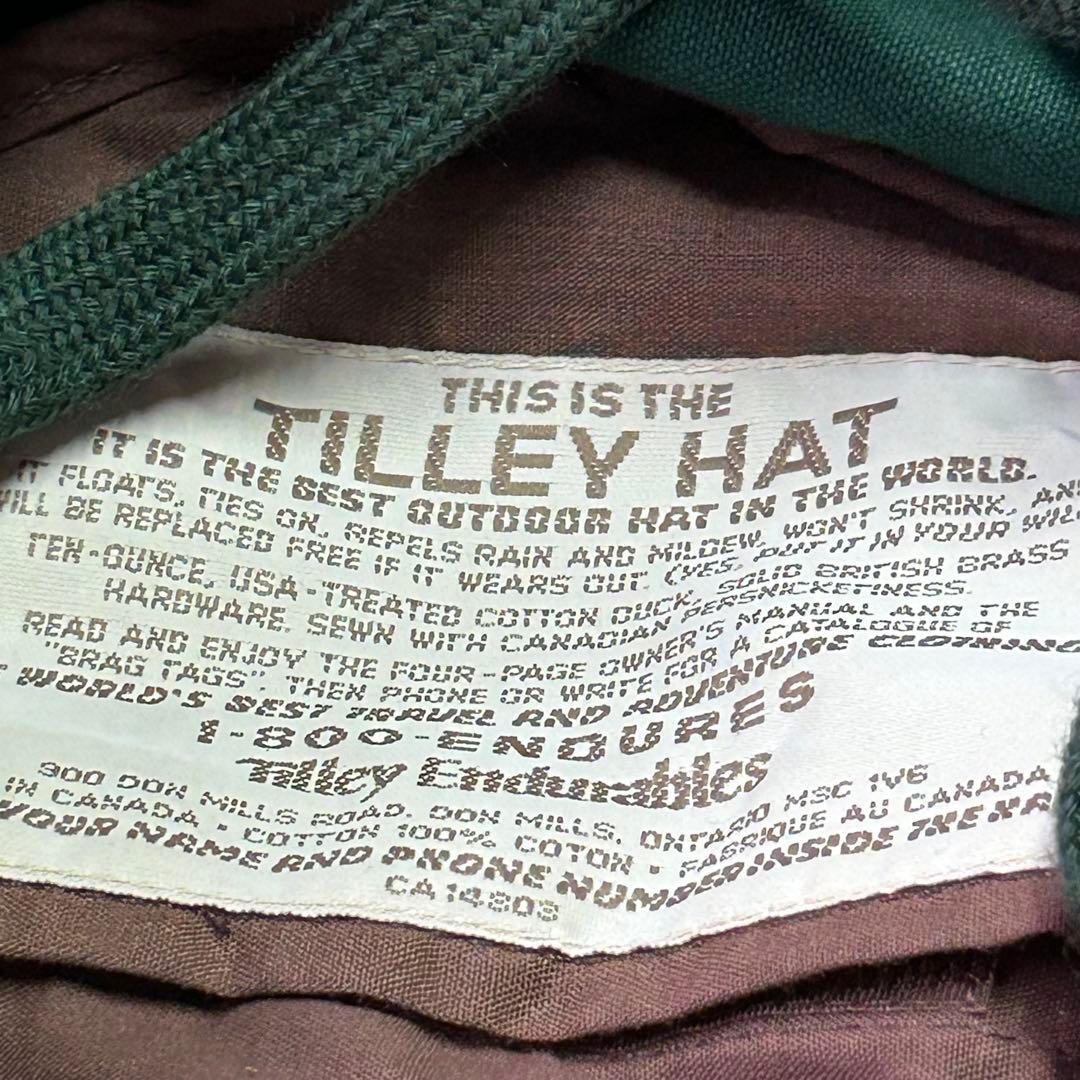 THIS IS THE
TILLEY HAT
IT IS THE BEST OUTDOOR HAT IN THE WORLD.
IT FLOATS, TIES ON, REPELS RAIN AND MILDEW, WON'T SHRINK, AND
WILL BE REPLACED FREE IF IT WEARS OUT. (YES, PUT IT IN YOUR WILL
TEN-OUNCE, USA-TREATED COTTON DUCK, SOLID BRITISH BRASS
HARDWARE. SEWN WITH CANADIAN PERSNICKETINESS.
READ AND ENJOY THE FOUR-PAGE OWNER'S MANUAL AND THE
"BRAG TAGS", THEN PHONE OR WRITE FOR A CATALOGUE OF
WORLD'S BEST TRAVEL AND ADVENTURE CLOTHING
1-800-ENDURES
Tilley Endurables
900 DON MILLS ROAD, DON MILLS, ONTARIO M3C 1V6
IN CANADA - COTTON 100% COTON - FABRIQUE AU CANADA
YOUR NAME AND PHONE NUMBER INSIDE THE HA